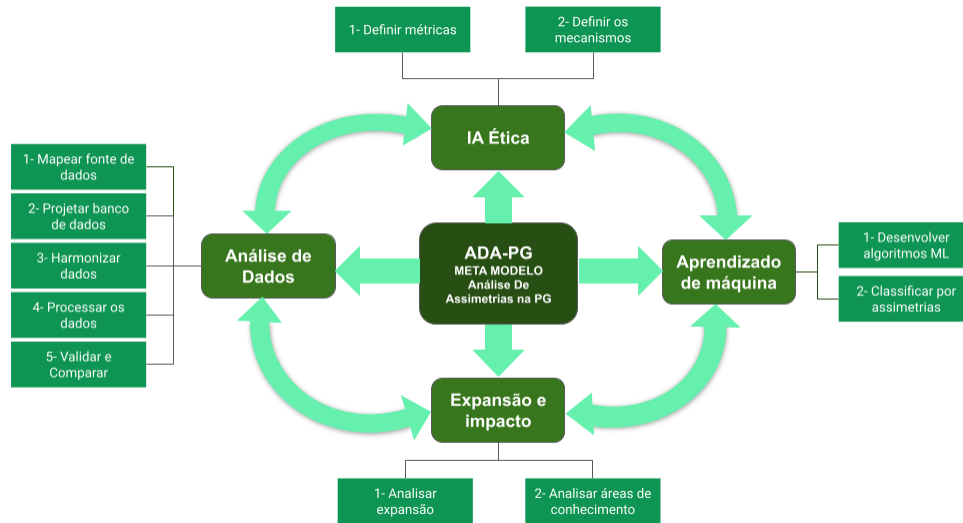 1- Definir métricas
2- Definir os
mecanismos
IA Ética
1- Mapear fonte de
dados
2- Projetar banco
de dados
3- Harmonizar
dados
4- Processar os
dados
5- Validar e
Comparar
Análise de
Dados
ADA-PG
META MODELO
Análise De
Assimetrias na PG
Aprendizado
de máquina
1- Desenvolver
algoritmos ML
2- Classificar por
assimetrias
Expansão e
impacto
1- Analisar
expansão
2- Analisar áreas de
conhecimento